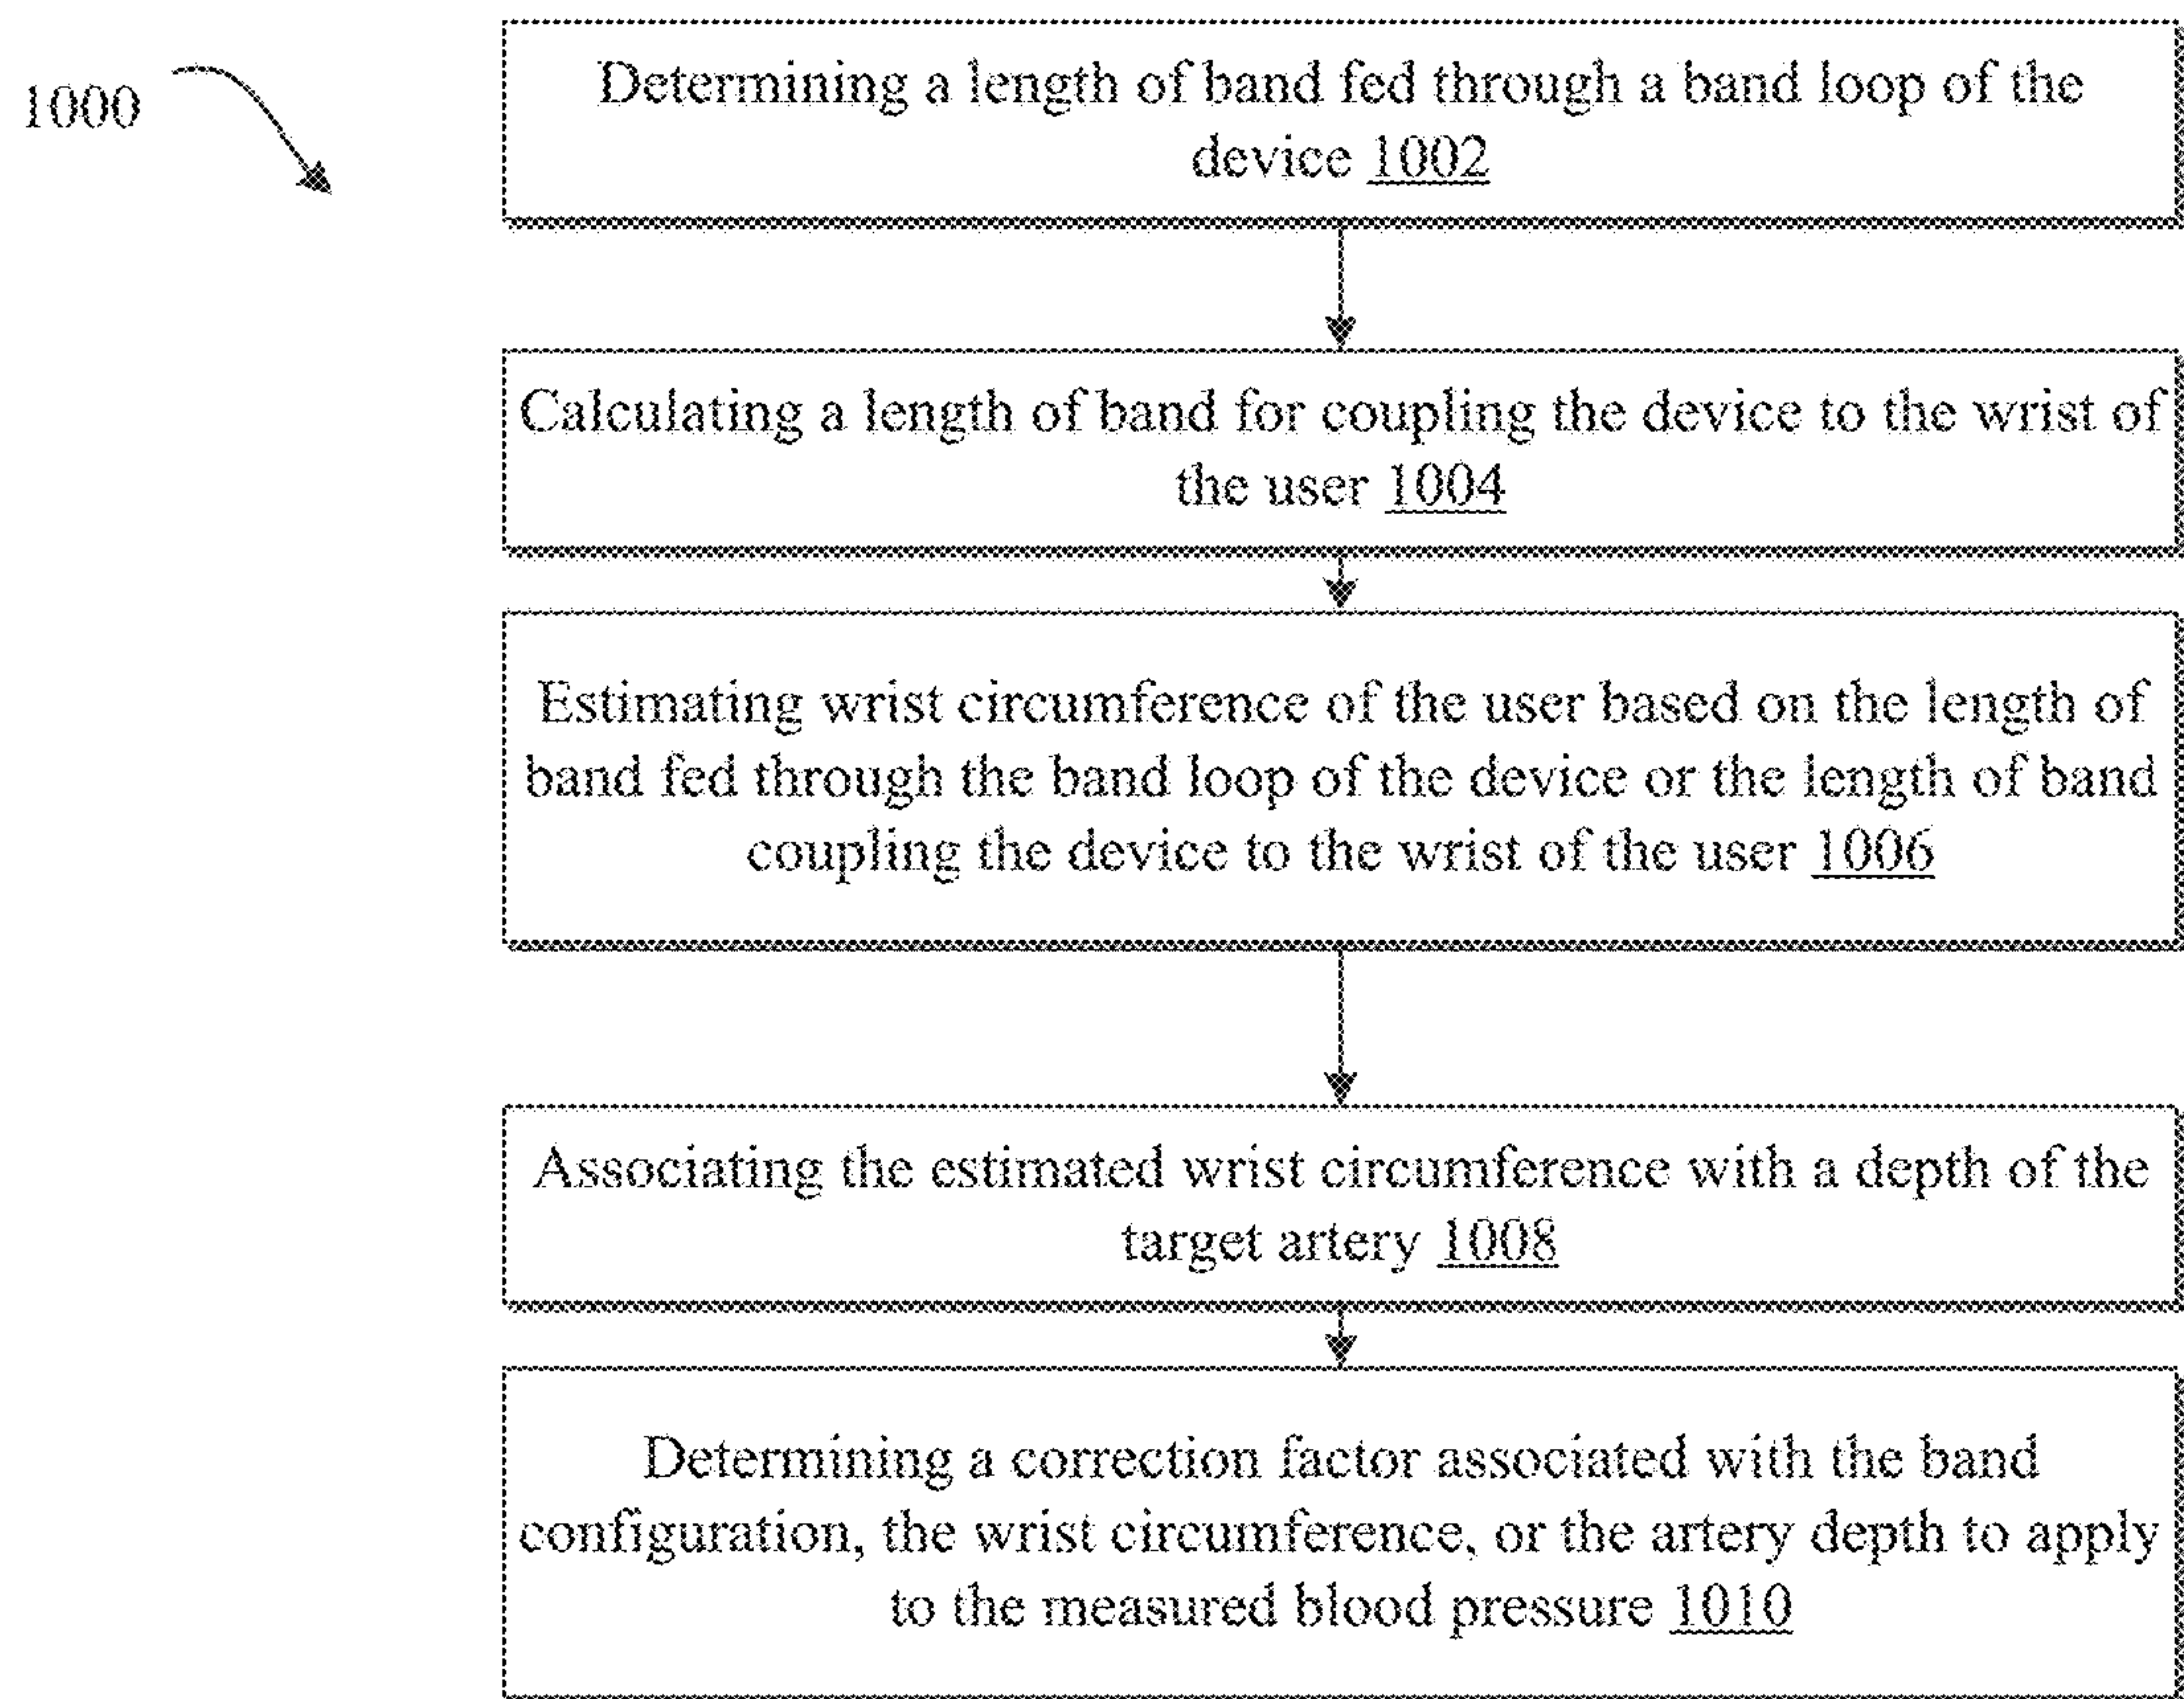 1000
Determining a length of band fed through a band loop of the
device 1002
Calculating a length of band for coupling the device to the wrist of
the user 1004
Estimating wrist circumference of the user based on the length of
band fed through the band loop of the device or the length of band
coupling the device to the wrist of the user 1006
Associating the estimated wrist circumference with a depth of the
target artery 1008
Determining a correction factor associated with the band
configuration, the wrist circumference, or the artery depth to apply
to the measured blood pressure 1010